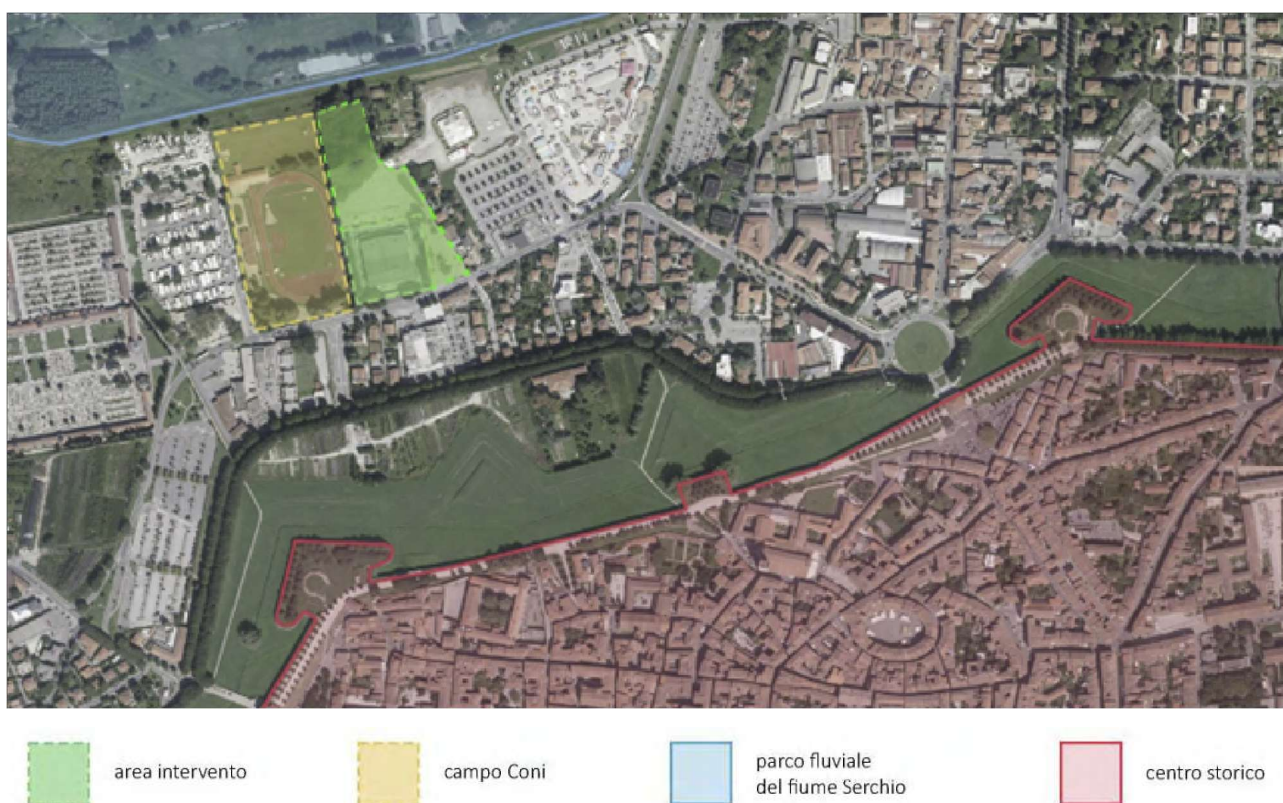 area intervento
campo Coni
parco fluviale
del fiume Serchio
centro storico